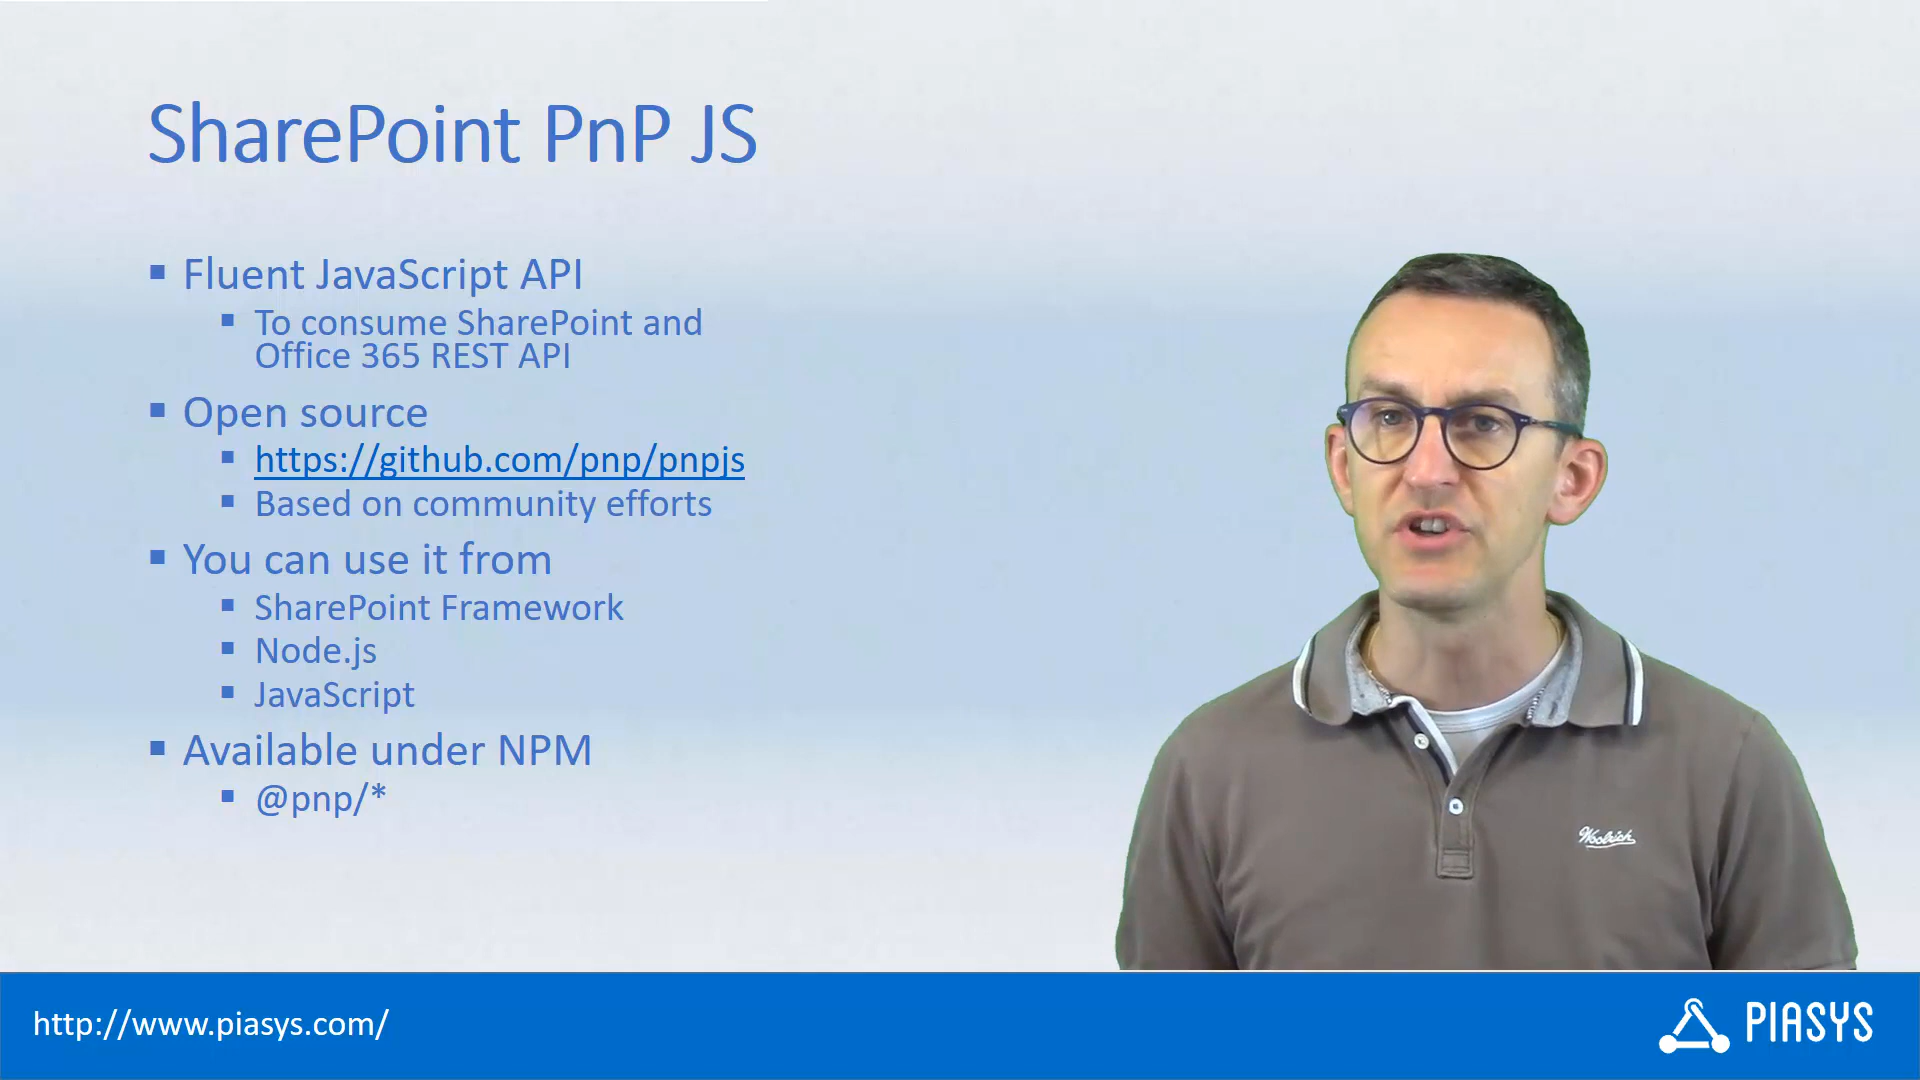 SharePoint PnP JS
Fluent JavaScript API
To consume SharePoint and
Office 365 REST API
Open source
https://github.com/pnp/pnpjs
Based on community efforts
You can use it from
SharePoint Framework
Node.js
JavaScript
Available under NPM
@pnp/*
Woolrich
http://www.piasys.com/
PIASYS